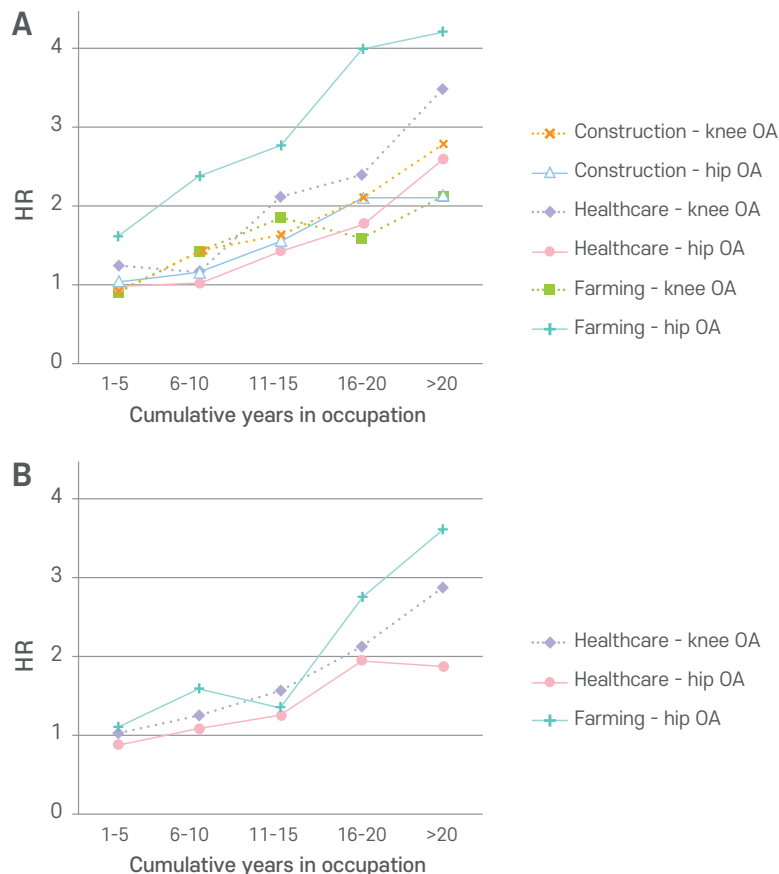 A
4
3
2
1
0
HR
1-5 6-10 11-15 16-20 >20
Cumulative years in occupation
Construction - knee OA
Construction - hip OA
Healthcare - knee OA
Healthcare - hip OA
Farming - knee OA
Farming - hip OA
B
4
3
2
1
0
HR
1-5 6-10 11-15 16-20 >20
Cumulative years in occupation
Healthcare - knee OA
Healthcare - hip OA
Farming - hip OA